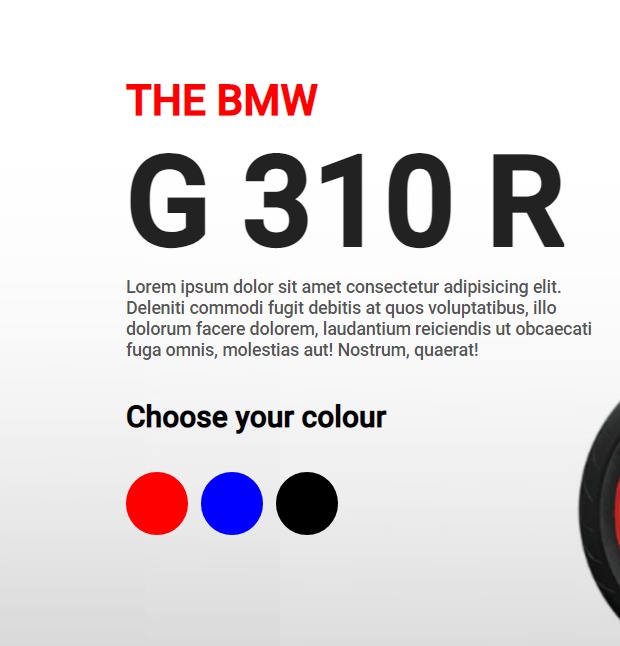 THE BMW
G 310 R
Lorem ipsum dolor sit amet consectetur adipisicing elit.
Deleniti commodi fugit debitis at quos voluptatibus, illo
dolorum facere dolorem, laudantium reiciendis ut obcaecati
fuga omnis, molestias aut! Nostrum, quaerat!
Choose your colour